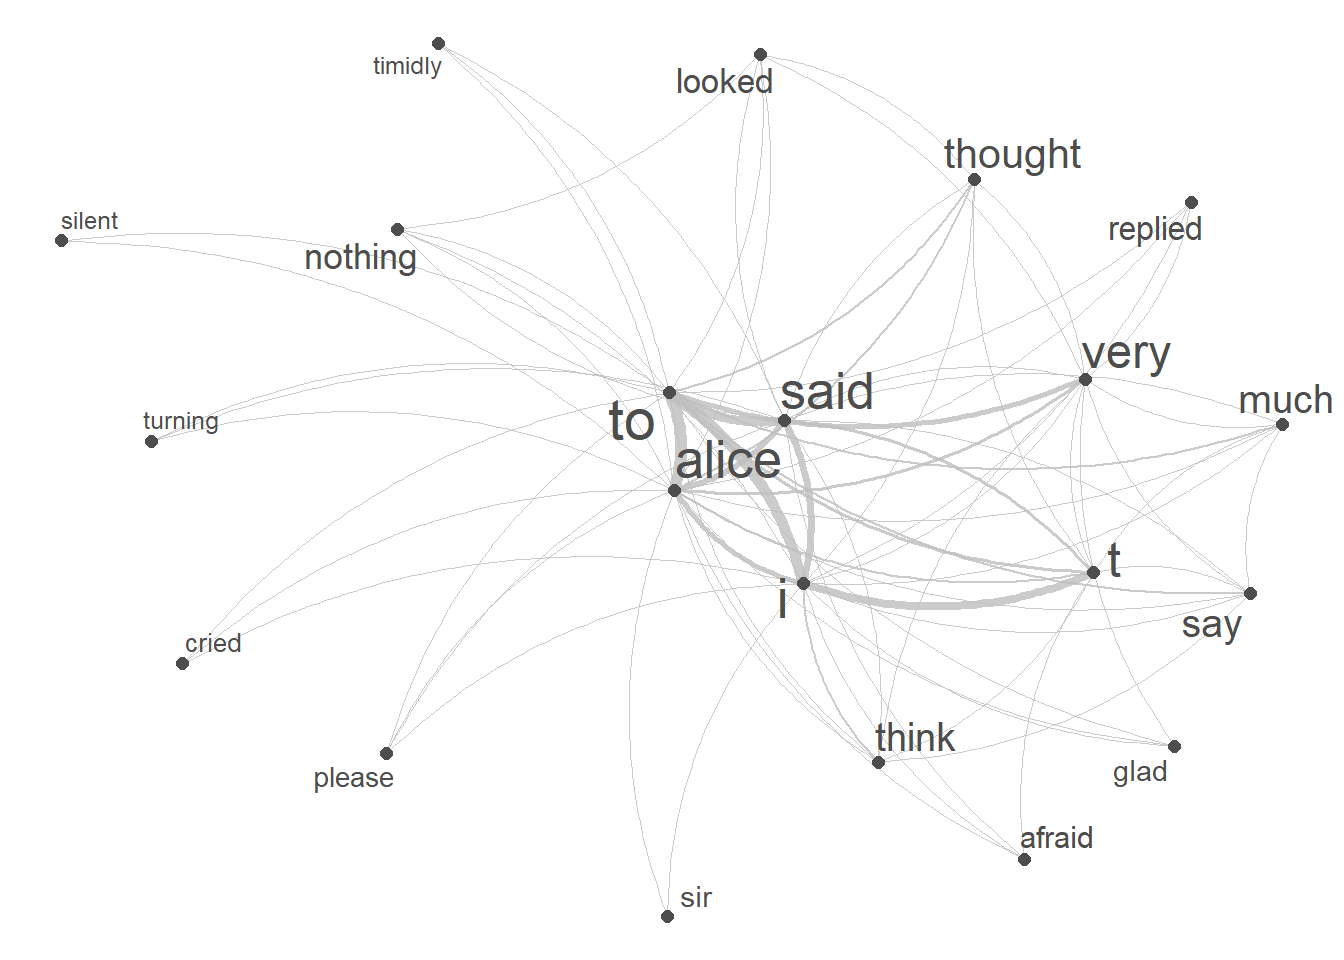 timidly
looked
thought
silent
replied
nothing
very
said
much
to
turning
alice
t
i
say
cried
think
please
glad
afraid
sir